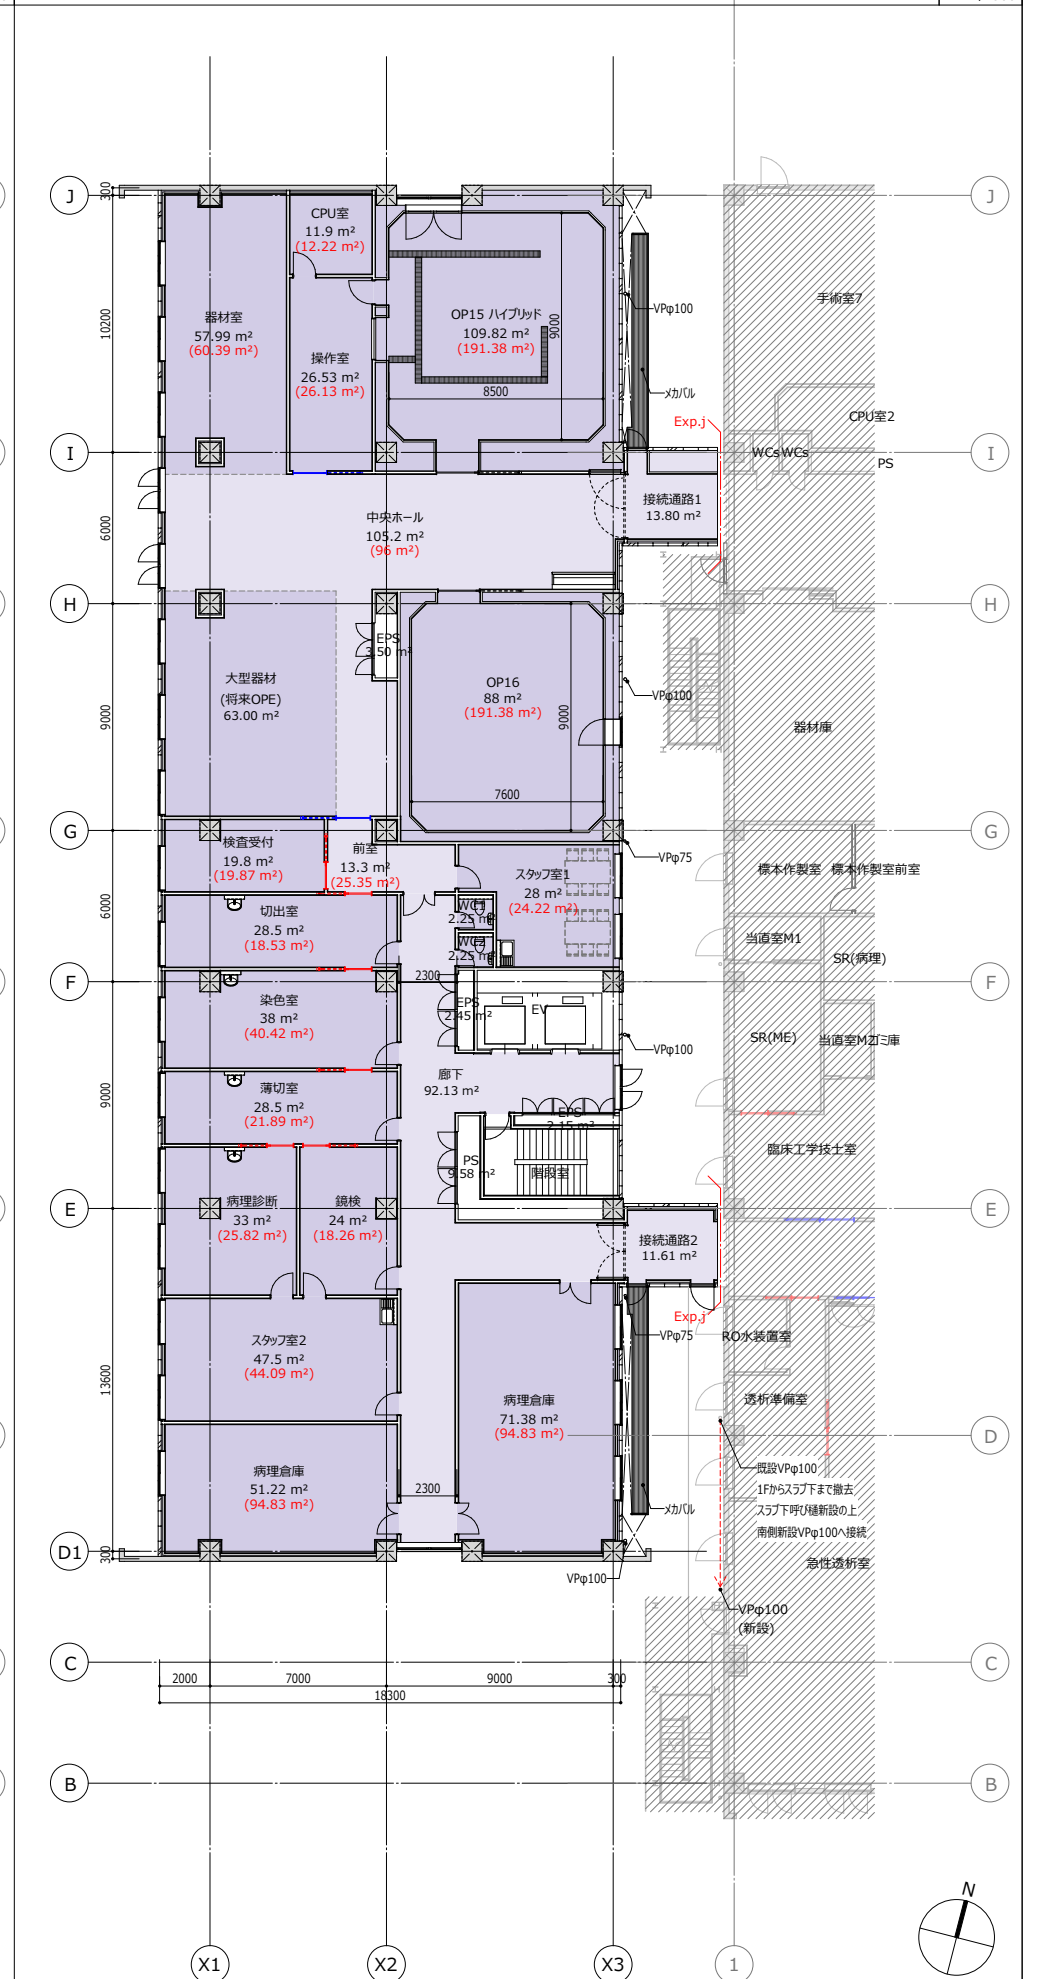 J
J
300
CPU室
11.9 m²
(12.22 m²)
手術室7
器材室
57.99 m²
(60.39 m²)
10200
OP15 ハイブリッド
109.82 m²
(191.38 m²)
9000
VPφ100
操作室
26.53 m²
(26.13 m²)
8500
メカバル
Exp.j
CPU室2
I
WCs
WCs
PS
I
接続通路1
13.80 m²
中央ホール
105.2 m²
(96 m²)
6000
H
H
EPS
3.50 m²
大型器材
(将来OPE)
63.00 m²
OP16
88 m²
(191.38 m²)
9000
9000
VPφ100
器材庫
7600
G
G
検査受付
19.8 m²
(19.87 m²)
前室
13.3 m²
(25.35 m²)
VPφ75
スタッフ室1
28 m²
(24.22 m²)
標本作製室
標本作製室前室
6000
切出室
28.5 m²
(18.53 m²)
WC1
2.25 m²
WC2
2.25 m²
当直室M1
SR(病理)
F
2300
F
染色室
38 m²
(40.42 m²)
EPS
2.45 m²
EV
VPφ100
SR(ME)
当直室M2
ゴミ庫
9000
薄切室
28.5 m²
(21.89 m²)
廊下
92.13 m²
EPS
2.15 m²
PS
9.58 m²
階段室
臨床工学技士室
E
病理診断
33 m²
(25.82 m²)
鏡検
24 m²
(18.26 m²)
E
接続通路2
11.61 m²
Exp.j
スタッフ室2
47.5 m²
(44.09 m²)
VPφ75
RO水装置室
13600
病理倉庫
71.38 m²
(94.83 m²)
透析準備室
D
病理倉庫
51.22 m²
(94.83 m²)
2300
既設VPφ100
1Fからスラブ下まで撤去
スラブ下呼び樋新設の上
南側新設VPφ100へ接続
メカバル
D1
300
急性透析室
VPφ100
VPφ100
(新設)
C
C
2000
7000
9000
300
18300
B
B
N
X1
X2
X3
1